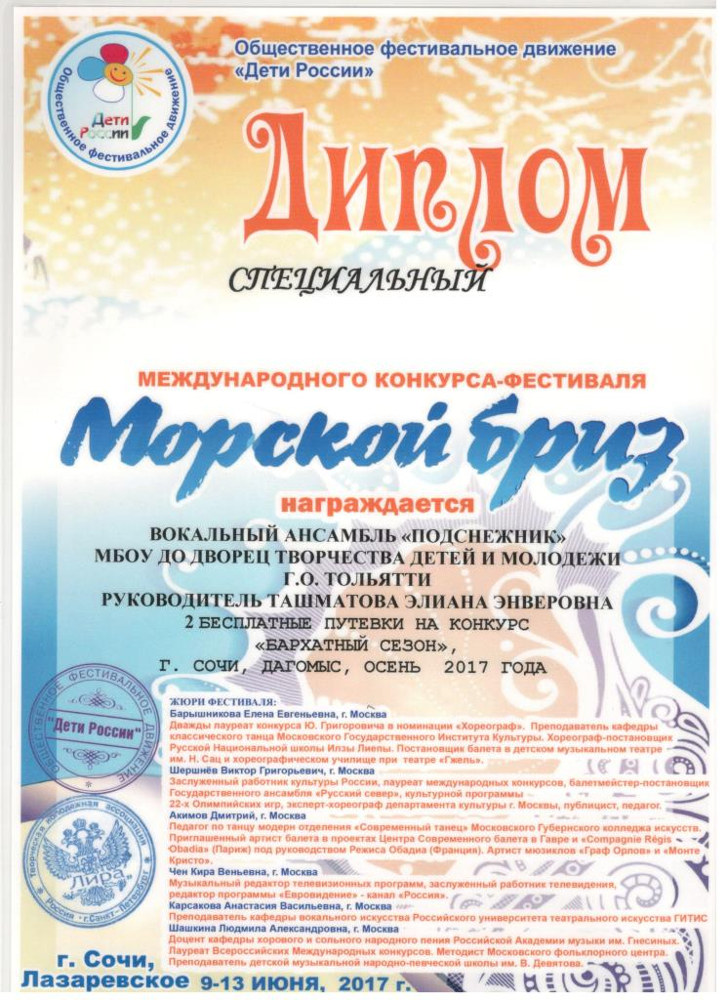 Общественное фестивальное движение
«Дети России»
Общественное фестивальное движение
Дети
России
Диплом
СПЕЦИАЛЬНЫЙ
МЕЖДУНАРОДНОГО КОНКУРСА-ФЕСТИВАЛЯ
Морской бриз
награждается
ВОКАЛЬНЫЙ АНСАМБЛЬ «ПОДСНЕЖНИК»
МБОУ ДО ДВОРЕЦ ТВОРЧЕСТВА ДЕТЕЙ И МОЛОДЕЖИ
Г.О. ТОЛЬЯТТИ
РУКОВОДИТЕЛЬ ТАШМАТОВА ЭЛИАНА ЭНВЕРОВНА
2 БЕСПЛАТНЫЕ ПУТЕВКИ НА КОНКУРС
«БАРХАТНЫЙ СЕЗОН»,
Г. СОЧИ, ДАГОМЫС, ОСЕНЬ 2017 ГОДА
ОБЩЕСТВЕННОЕ ФЕСТИВАЛЬНОЕ ДВИЖЕНИЕ
"Дети России"
Творческая молодежная ассоциация
ЛИРА
Россия · г. Санкт-Петербург
ЖЮРИ ФЕСТИВАЛЯ:
Барышникова Елена Евгеньевна, г. Москва
Дважды лауреат конкурса Ю. Григоровича в номинации «Хореограф». Преподаватель кафедры
классического танца Московского Государственного Института Культуры. Хореограф-постановщик
Русской Национальной школы Илзы Лиепы. Постановщик балета в детском музыкальном театре
им. Н. Сац и хореографическом училище при театре «Гжель».
Шершнёв Виктор Григорьевич, г. Москва
Заслуженный работник культуры России, лауреат международных конкурсов, балетмейстер-постановщик
Государственного ансамбля «Русский север», культурной программы
22-х Олимпийских игр, эксперт-хореограф департамента культуры г. Москвы, публицист, педагог.
Акимов Дмитрий, г. Москва
Педагог по танцу модерн отделения «Современный танец» Московского Губернского колледжа искусств.
Приглашенный артист балета в проектах Центра Современного балета в Гавре и «Compagnie Régis
Obadia» (Париж) под руководством Режиса Обадиа (Франция). Артист мюзиклов «Граф Орлов» и «Монте
Кристо».
Чен Кира Веньевна, г. Москва
Музыкальный редактор телевизионных программ, заслуженный работник телевидения,
редактор программы «Евровидение» - канал «Россия».
Карсакова Анастасия Васильевна, г. Москва
Преподаватель кафедры вокального искусства Российского университета театрального искусства ГИТИС
Шашкина Людмила Александровна, г. Москва
Доцент кафедры хорового и сольного народного пения Российской Академии музыки им. Гнесиных.
Лауреат Всероссийских Международных конкурсов. Методист Московского фольклорного центра.
Преподаватель детской музыкальной народно-певческой школы им. В. Девятова.
г. Сочи,
Лазаревское 9-13 ИЮНЯ, 2017 г.